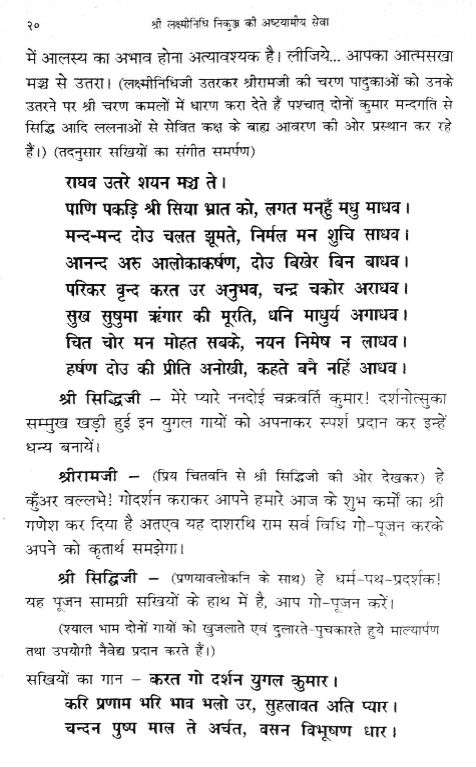 २० श्री लक्ष्मीनिधि निकुञ्ज की अष्टयामीय सेवा
में आलस्य का अभाव होना अत्यावश्यक है। लीजिये... आपका आत्मसखा
मञ्च से उतरा। (लक्ष्मीनिधिजी उतरकर श्रीरामजी की चरण पादुकाओं को उनके
उतरने पर श्री चरण कमलों में धारण करा देते हैं पश्चात् दोनों कुमार मन्दगति से
सिद्धि आदि ललनाओं से सेवित कक्ष के बाह्य आवरण की ओर प्रस्थान कर रहे
हैं।) (तदनुसार सखियों का संगीत समर्पण)
राघव उतरे शयन मञ्च ते।
पाणि पकड़ि श्री सिया भ्रात को, लगत मनहुँ मधु माधव।
मन्द-मन्द दोउ चलत झूमते, निर्मल मन शुचि साधव।
आनन्द अरु आलोकाकर्षण, दोउ बिखेर बिन बाधव।
परिकर वृन्द करत उर अनुभव, चन्द्र चकोर अराधव।
सुख सुषुमा ऋंगार की मूरति, धनि माधुर्य अगाधव।
चित चोर मन मोहत सबके, नयन निमेष न लाधव।
हर्षण दोउ की प्रीति अनोखी, कहते बनै नहिं आधव।
श्री सिद्धिजी – मेरे प्यारे ननदोई चक्रवर्ति कुमार! दर्शनोत्सुका
सम्मुख खड़ी हुई इन युगल गायों को अपनाकर स्पर्श प्रदान कर इन्हें
धन्य बनायें।
श्रीरामजी – (प्रिय चितवनि से श्री सिद्धिजी की ओर देखकर) हे
कुँअर वल्लभे! गोदर्शन कराकर आपने हमारे आज के शुभ कर्मों का श्री
गणेश कर दिया है अतएव यह दाशरथि राम सर्व विधि गो-पूजन करके
अपने को कृतार्थ समझेगा।
श्री सिद्धिजी – (प्रणयावलोकनि के साथ) हे धर्म-पथ-प्रदर्शक!
यह पूजन सामग्री सखियों के हाथ में है, आप गो-पूजन करें।
(श्याल भाम दोनों गायों को खुजलाते एवं दुलारते-पुचकारते हुये माल्यार्पण
तथा उपयोगी नैवेद्य प्रदान करते हैं।)
सखियों का गान – करत गो दर्शन युगल कुमार।
करि प्रणाम भरि भाव भलो उर, सुहलावत अति प्यार।
चन्दन पुष्प माल ते अर्चत, वसन विभूषण धार।